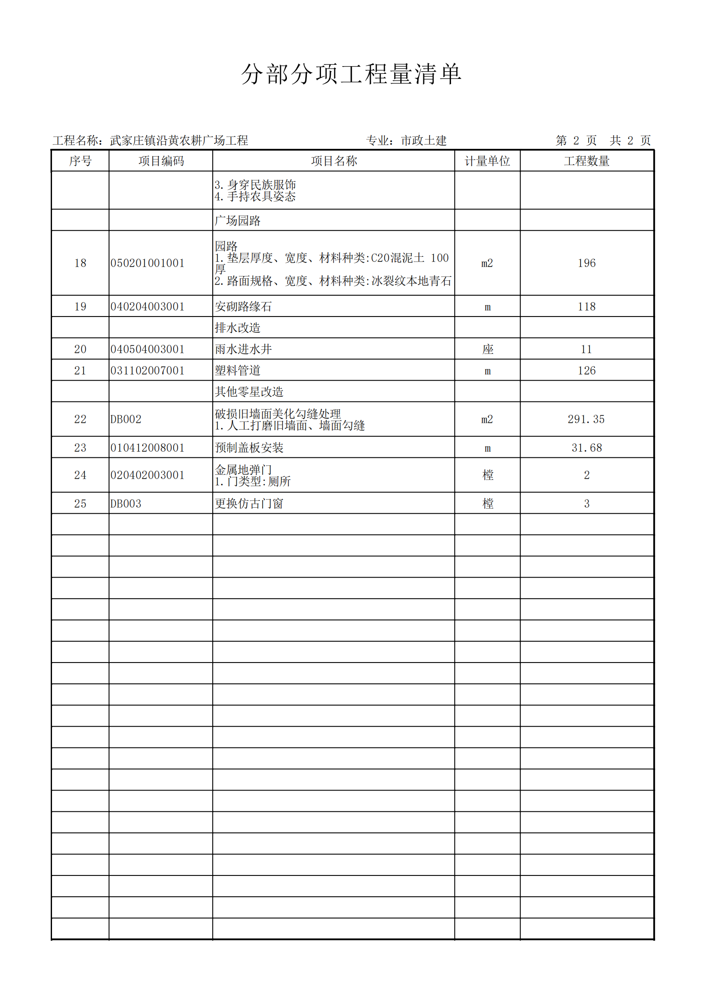 分部分项工程量清单
工程名称：武家庄镇沿黄农耕广场工程 专业：市政土建 第 2 页 共 2 页
序号 项目编码 项目名称 计量单位 工程数量
3.身穿民族服饰
4.手持农具姿态
广场园路
园路
1.垫层厚度、宽度、材料种类:C20混泥土 100
18 050201001001 m2 196
厚
2.路面规格、宽度、材料种类:冰裂纹本地青石
19 040204003001 安砌路缘石 m 118
排水改造
20 040504003001 雨水进水井 座 11
21 031102007001 塑料管道 m 126
其他零星改造
破损旧墙面美化勾缝处理
22 DB002 m2 291.35
1.人工打磨旧墙面、墙面勾缝
23 010412008001 预制盖板安装 m 31.68
金属地弹门
24 020402003001 樘 2
1.门类型:厕所
25 DB003 更换仿古门窗 樘 3